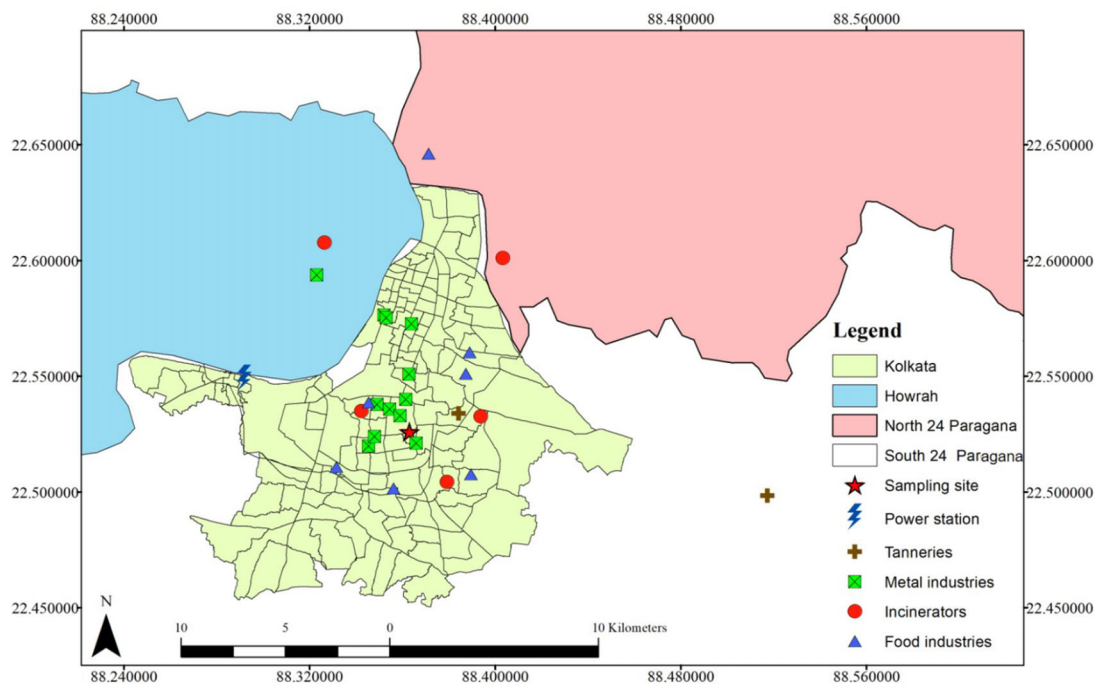 88.240000 88.320000 88.400000 88.480000 88.560000
22.650000 22.650000
22.600000 22.600000
22.550000 22.550000
22.500000 22.500000
22.450000 22.450000
Legend
Kolkata
Howrah
North 24 Paragana
South 24 Paragana
Sampling site
Power station
Tanneries
Metal industries
Incinerators
Food industries
N
10 5 0 10 Kilometers
88.240000 88.320000 88.400000 88.480000 88.560000